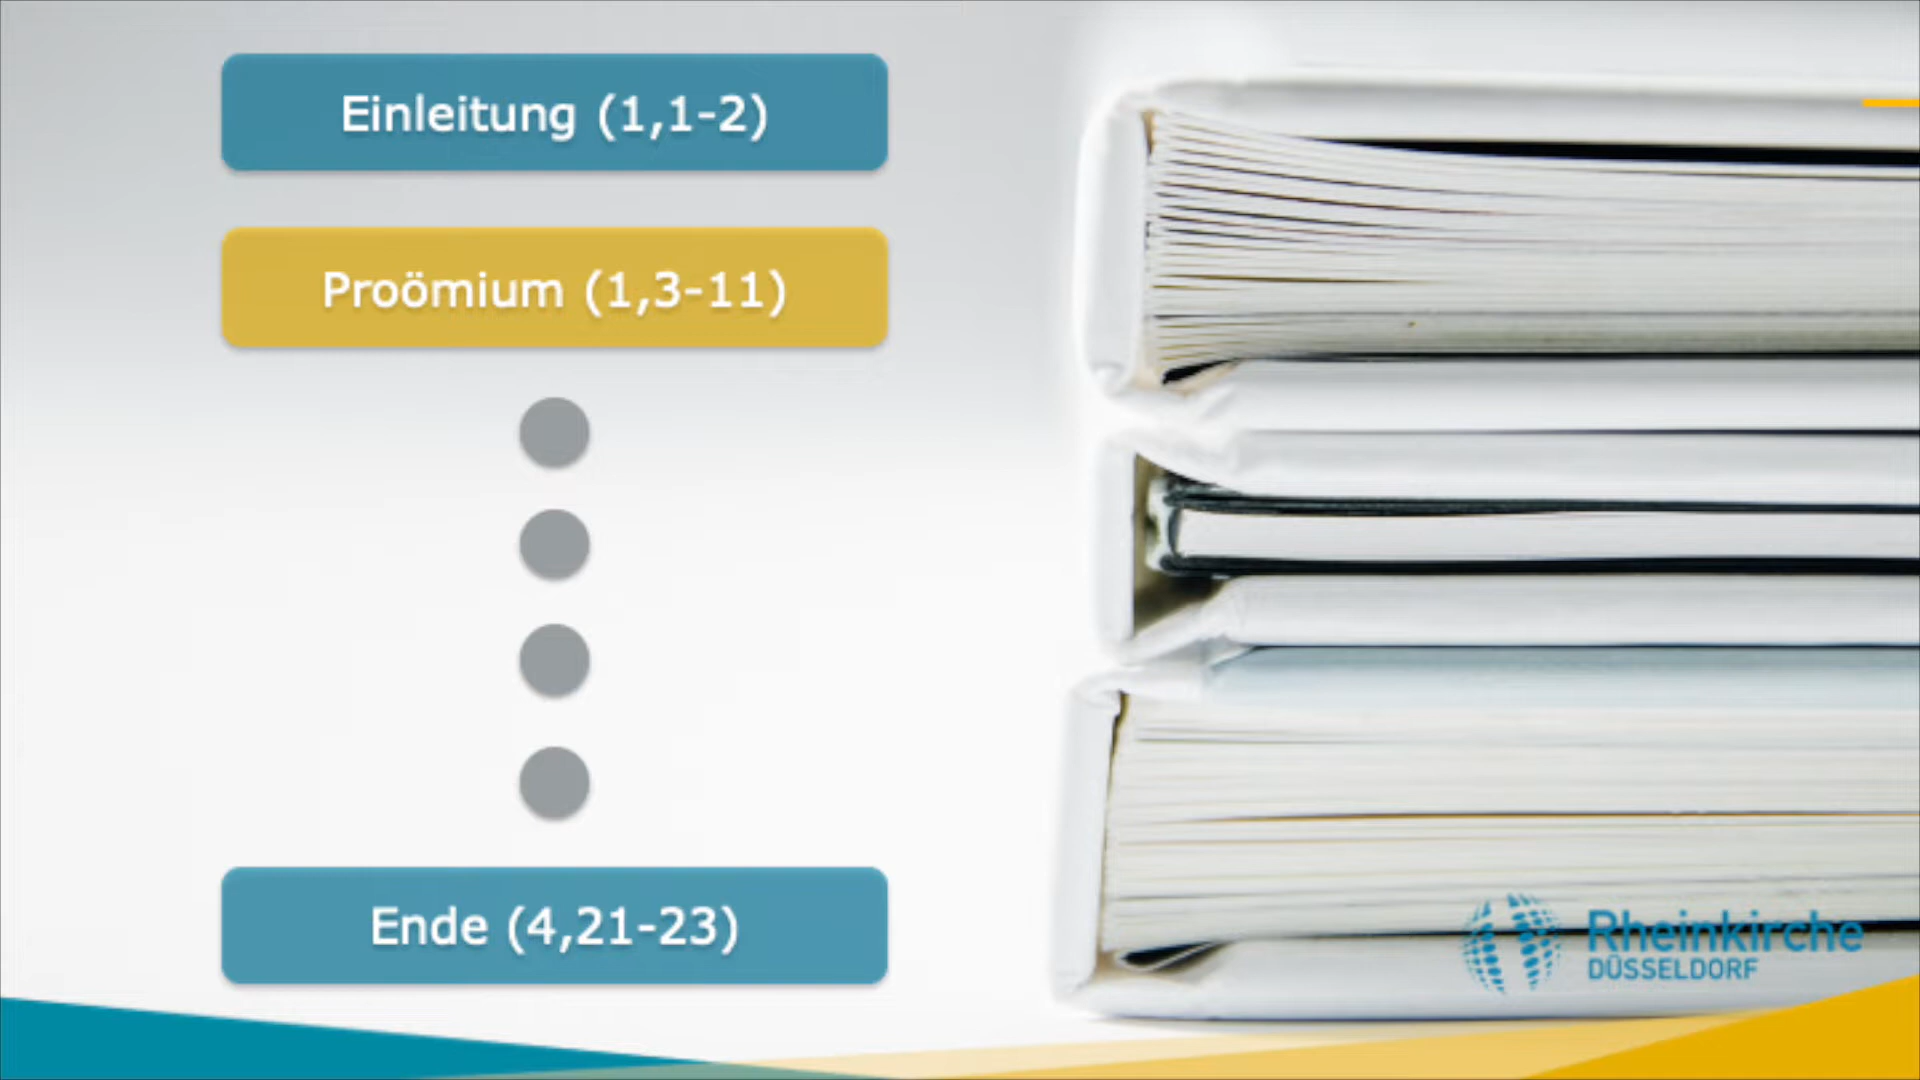 Einleitung (1,1-2)
Proömium (1,3-11)
Ende (4,21-23)
Rheinkirche
DÜSSELDORF